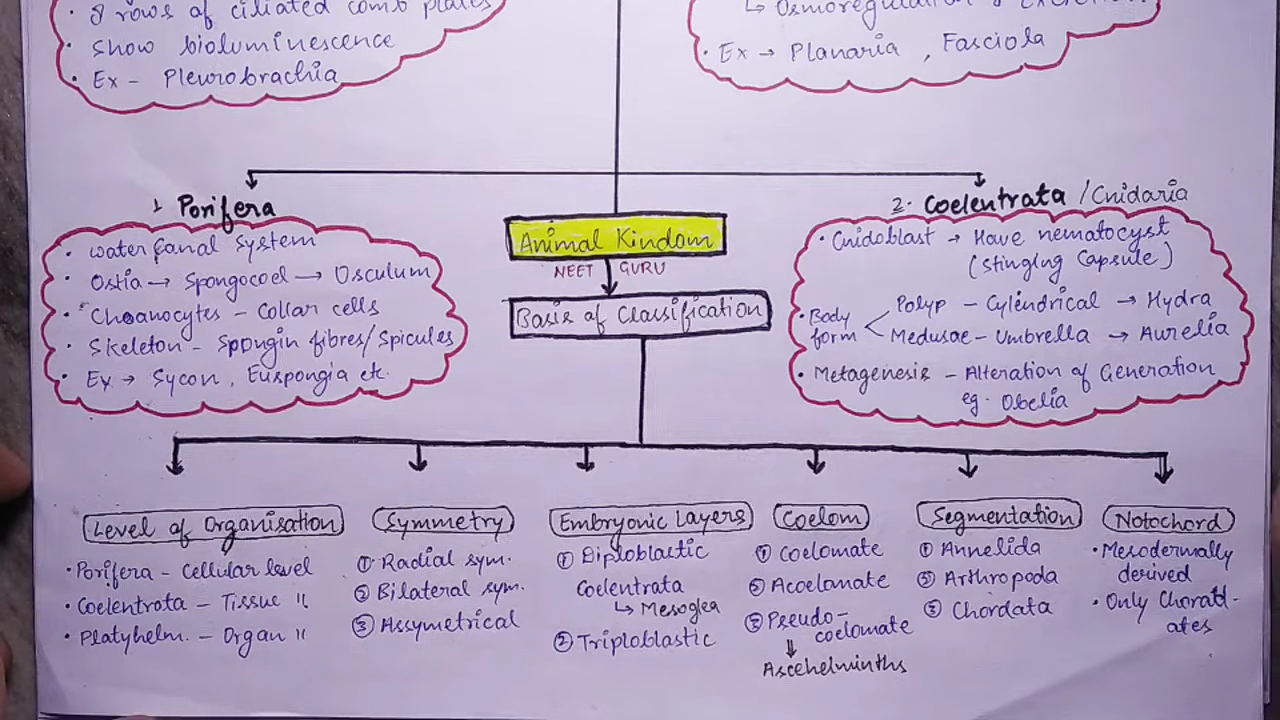 8 rows of ciliated comb plates
• Show bioluminescence
• Ex - Pleurobrachia
↳ Osmoregulation &
• Ex → Planaria , Fasciola
1 Porifera
• water canal system
• Ostia → Spongocoel → Osculum
• Choanocytes - Collar cells
• Skeleton - Spongin fibres/Spicules
• Ex → Sycon , Euspongia etc.
Animal Kindom
NEET GURU
Basis of Classification
2. Coelentrata /Cnidaria
• Cnidoblast → Have nematocyst
(Stinging Capsule)
• Body form < Polyp - Cylindrical → Hydra
Medusae - Umbrella → Aurelia
• Metagenesis - Alteration of Generation
eg. Obelia
Level of Organisation
• Porifera - Cellular level
• Coelentrata - Tissue "
• Platyhelm. - Organ "
Symmetry
① Radial sym.
② Bilateral sym.
③ Assymetrical
Embryonic Layers
① Diploblastic
Coelentrata
↳ Mesoglea
② Triploblastic
Coelom
① Coelomate
② Acoelomate
③ Pseudo-
coelomate
⇓
Ascehelminths
Segmentation
① Annelida
② Arthropoda
③ Chordata
Notochord
• Mesodermally
derived
• Only Choratd-
ates